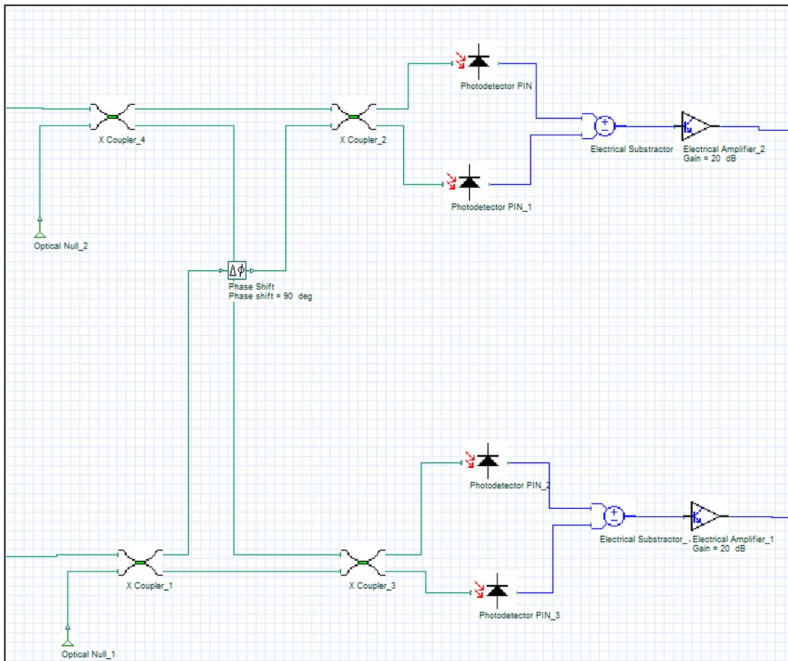 Photodetector PIN
X Coupler_4
X Coupler_2
Electrical Substractor
Electrical Amplifier_2
Gain = 20 dB
Photodetector PIN_1
Optical Null_2
Δϕ
Phase Shift
Phase shift = 90 deg
Photodetector PIN_2
Electrical Substractor_
Electrical Amplifier_1
Gain = 20 dB
X Coupler_1
X Coupler_3
Photodetector PIN_3
Optical Null_1